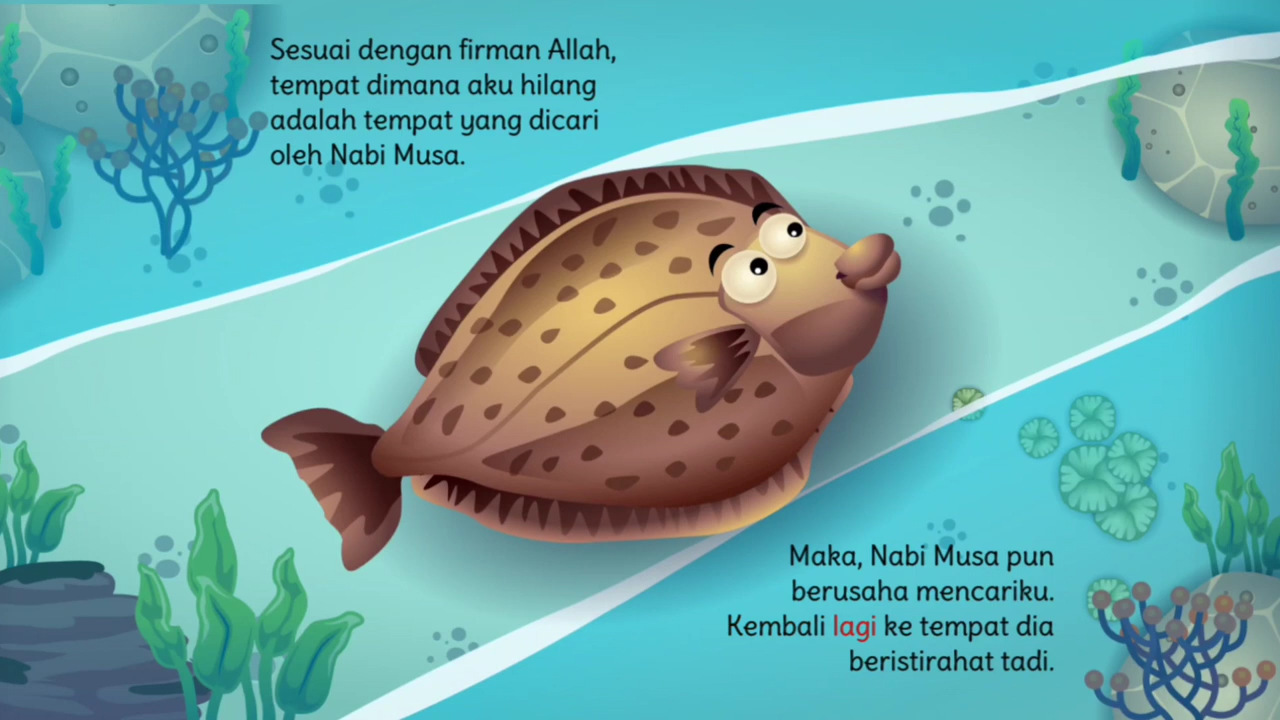 Sesuai dengan firman Allah,
tempat dimana aku hilang
adalah tempat yang dicari
oleh Nabi Musa.
Maka, Nabi Musa pun
berusaha mencariku.
Kembali lagi ke tempat dia
beristirahat tadi.